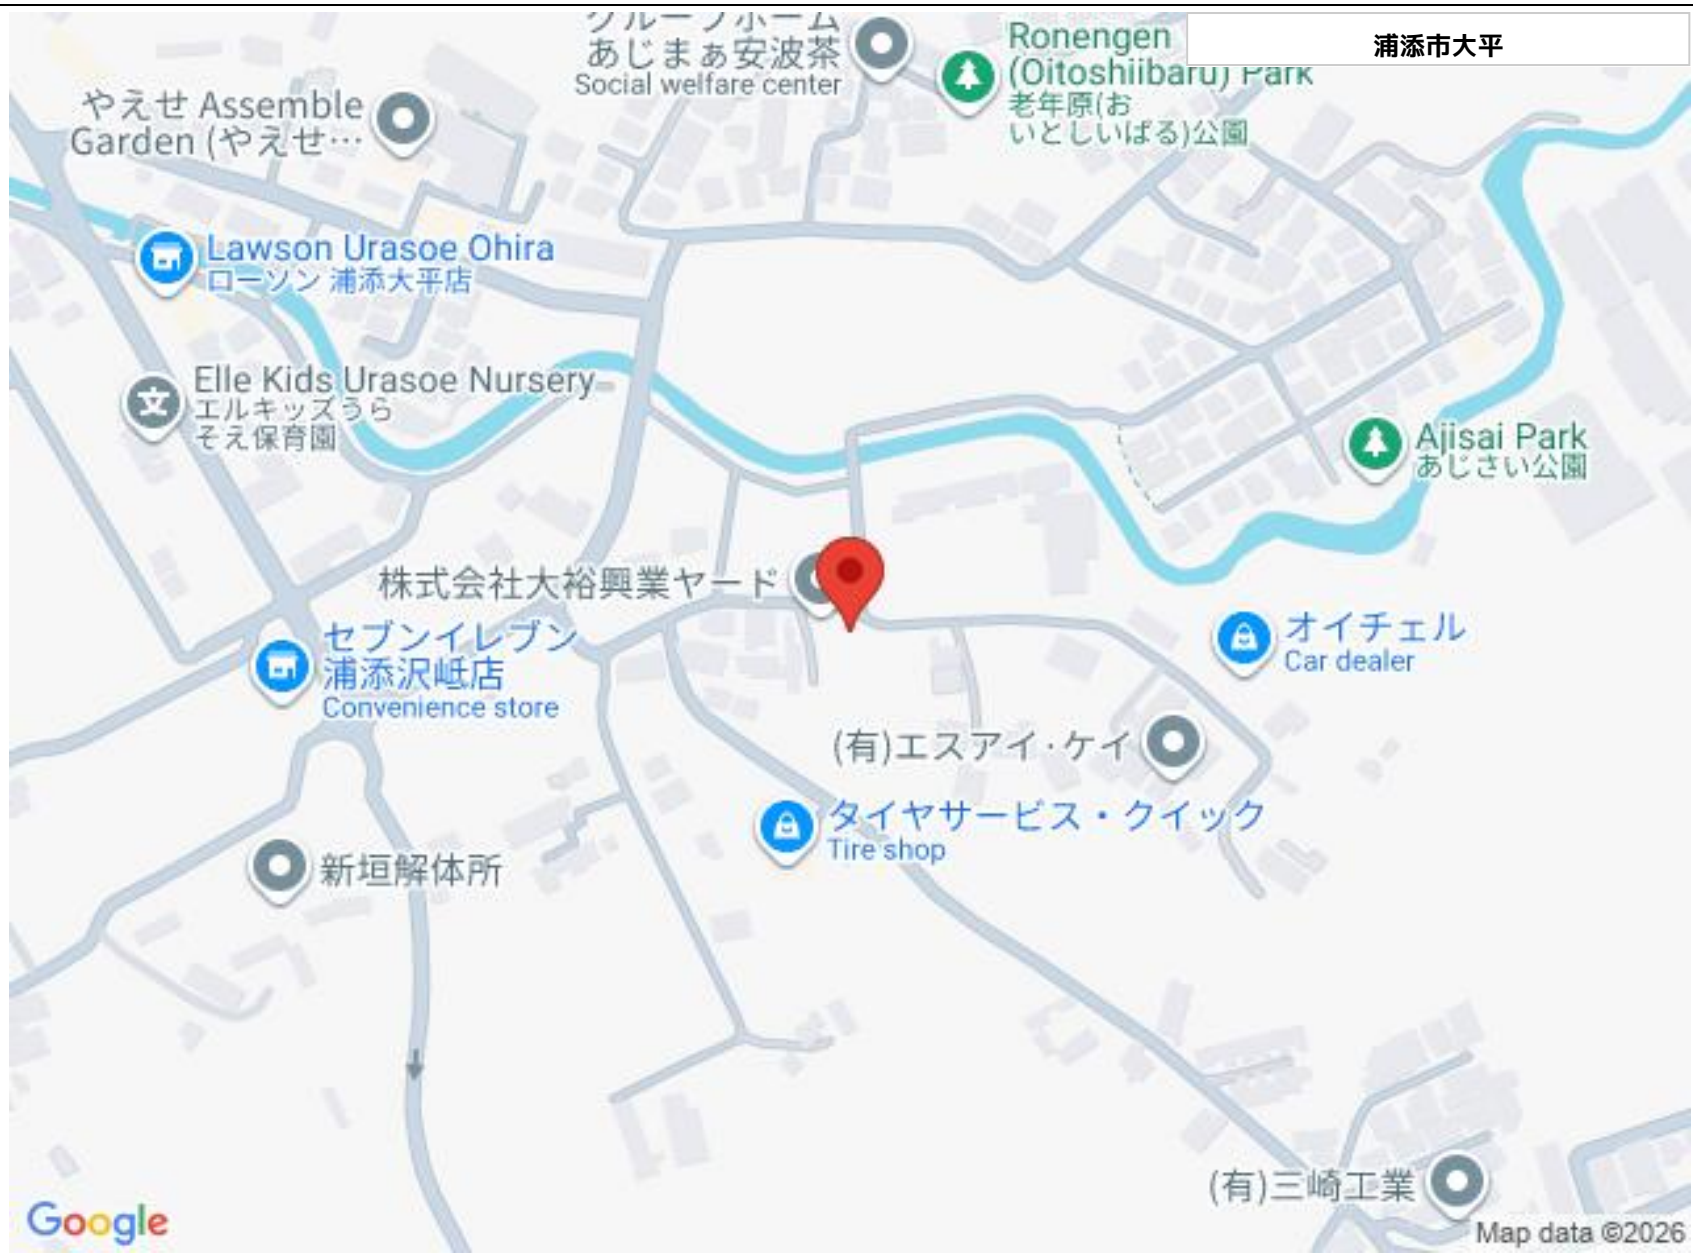 グループホーム
あじまぁ安波茶
Social welfare center
Ronengen
(Oitoshiibaru) Park
老年原(お
いとしいばる)公園
浦添市大平
やえせ Assemble
Garden (やえせ…
Lawson Urasoe Ohira
ローソン 浦添大平店
Elle Kids Urasoe Nursery
エルキッズうら
そえ保育園
Ajisai Park
あじさい公園
株式会社大裕興業ヤード
セブンイレブン
浦添沢岻店
Convenience store
オイチェル
Car dealer
(有)エスアイ·ケイ
タイヤサービス・クイック
Tire shop
新垣解体所
(有)三崎工業
Google
Map data ©2026